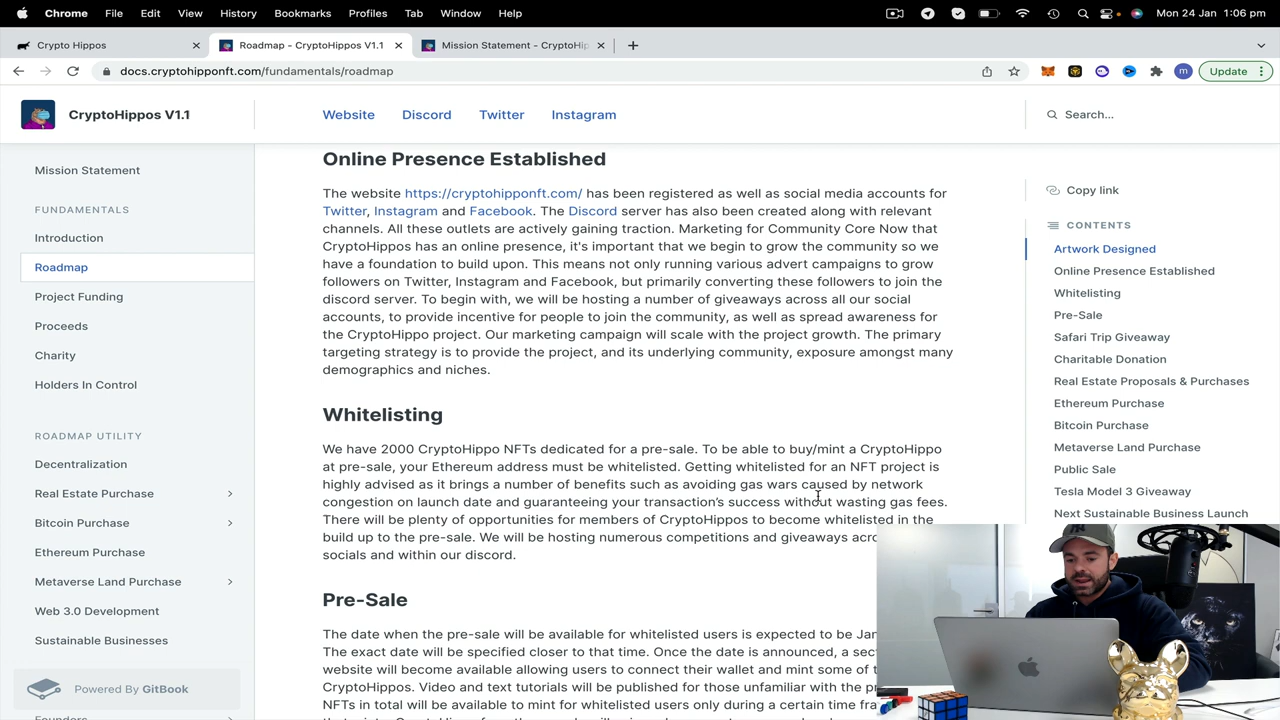 Chrome File Edit View History Bookmarks Profiles Tab Window Help Mon 24 Jan 1:06 pm
Crypto Hippos Roadmap - CryptoHippos V1.1 Mission Statement - CryptoHip
docs.cryptohipponft.com/fundamentals/roadmap m Update
CryptoHippos V1.1 Website Discord Twitter Instagram Search...
Mission Statement
FUNDAMENTALS
Introduction
Roadmap
Project Funding
Proceeds
Charity
Holders In Control
ROADMAP UTILITY
Decentralization
Real Estate Purchase
Bitcoin Purchase
Ethereum Purchase
Metaverse Land Purchase
Web 3.0 Development
Sustainable Businesses
Powered By GitBook
Founders
Online Presence Established
The website https://cryptohipponft.com/ has been registered as well as social media accounts for
Twitter, Instagram and Facebook. The Discord server has also been created along with relevant
channels. All these outlets are actively gaining traction. Marketing for Community Core Now that
CryptoHippos has an online presence, it's important that we begin to grow the community so we
have a foundation to build upon. This means not only running various advert campaigns to grow
followers on Twitter, Instagram and Facebook, but primarily converting these followers to join the
discord server. To begin with, we will be hosting a number of giveaways across all our social
accounts, to provide incentive for people to join the community, as well as spread awareness for
the CryptoHippo project. Our marketing campaign will scale with the project growth. The primary
targeting strategy is to provide the project, and its underlying community, exposure amongst many
demographics and niches.
Whitelisting
We have 2000 CryptoHippo NFTs dedicated for a pre-sale. To be able to buy/mint a CryptoHippo
at pre-sale, your Ethereum address must be whitelisted. Getting whitelisted for an NFT project is
highly advised as it brings a number of benefits such as avoiding gas wars caused by network
congestion on launch date and guaranteeing your transaction’s success without wasting gas fees.
There will be plenty of opportunities for members of CryptoHippos to become whitelisted in the
build up to the pre-sale. We will be hosting numerous competitions and giveaways acro
socials and within our discord.
Pre-Sale
The date when the pre-sale will be available for whitelisted users is expected to be Jan
The exact date will be specified closer to that time. Once the date is announced, a sect
website will become available allowing users to connect their wallet and mint some of t
CryptoHippos. Video and text tutorials will be published for those unfamiliar with the pr
NFTs in total will be available to mint for whitelisted users only during a certain time fra
Copy link
CONTENTS
Artwork Designed
Online Presence Established
Whitelisting
Pre-Sale
Safari Trip Giveaway
Charitable Donation
Real Estate Proposals & Purchases
Ethereum Purchase
Bitcoin Purchase
Metaverse Land Purchase
Public Sale
Tesla Model 3 Giveaway
Next Sustainable Business Launch